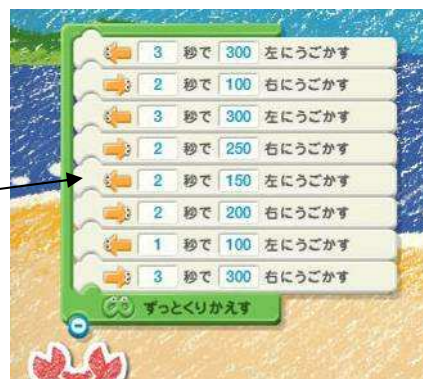 3 秒で 300 左にうごかす
2 秒で 100 右にうごかす
3 秒で 300 左にうごかす
2 秒で 250 右にうごかす
2 秒で 150 左にうごかす
2 秒で 200 右にうごかす
1 秒で 100 左にうごかす
3 秒で 300 右にうごかす
ずっとくりかえす